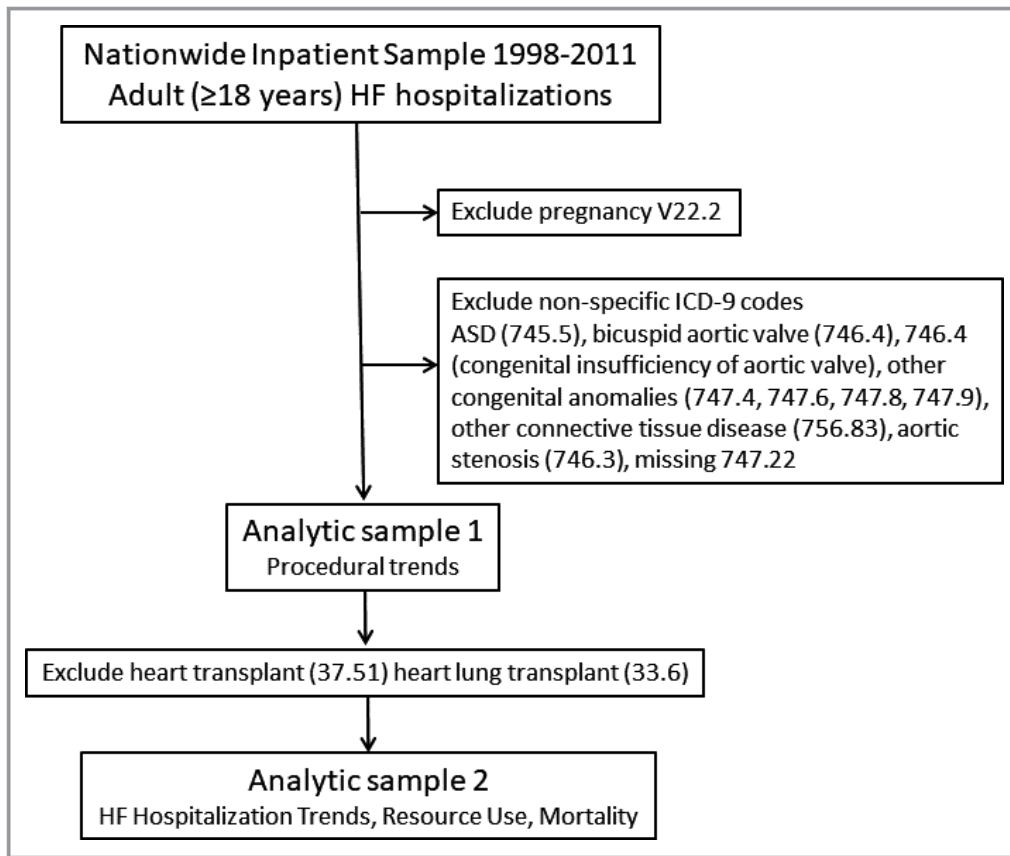 Nationwide Inpatient Sample 1998-2011
Adult (≥18 years) HF hospitalizations
Exclude pregnancy V22.2
Exclude non-specific ICD-9 codes
ASD (745.5), bicuspid aortic valve (746.4), 746.4
(congenital insufficiency of aortic valve), other
congenital anomalies (747.4, 747.6, 747.8, 747.9),
other connective tissue disease (756.83), aortic
stenosis (746.3), missing 747.22
Analytic sample 1
Procedural trends
Exclude heart transplant (37.51) heart lung transplant (33.6)
Analytic sample 2
HF Hospitalization Trends, Resource Use, Mortality